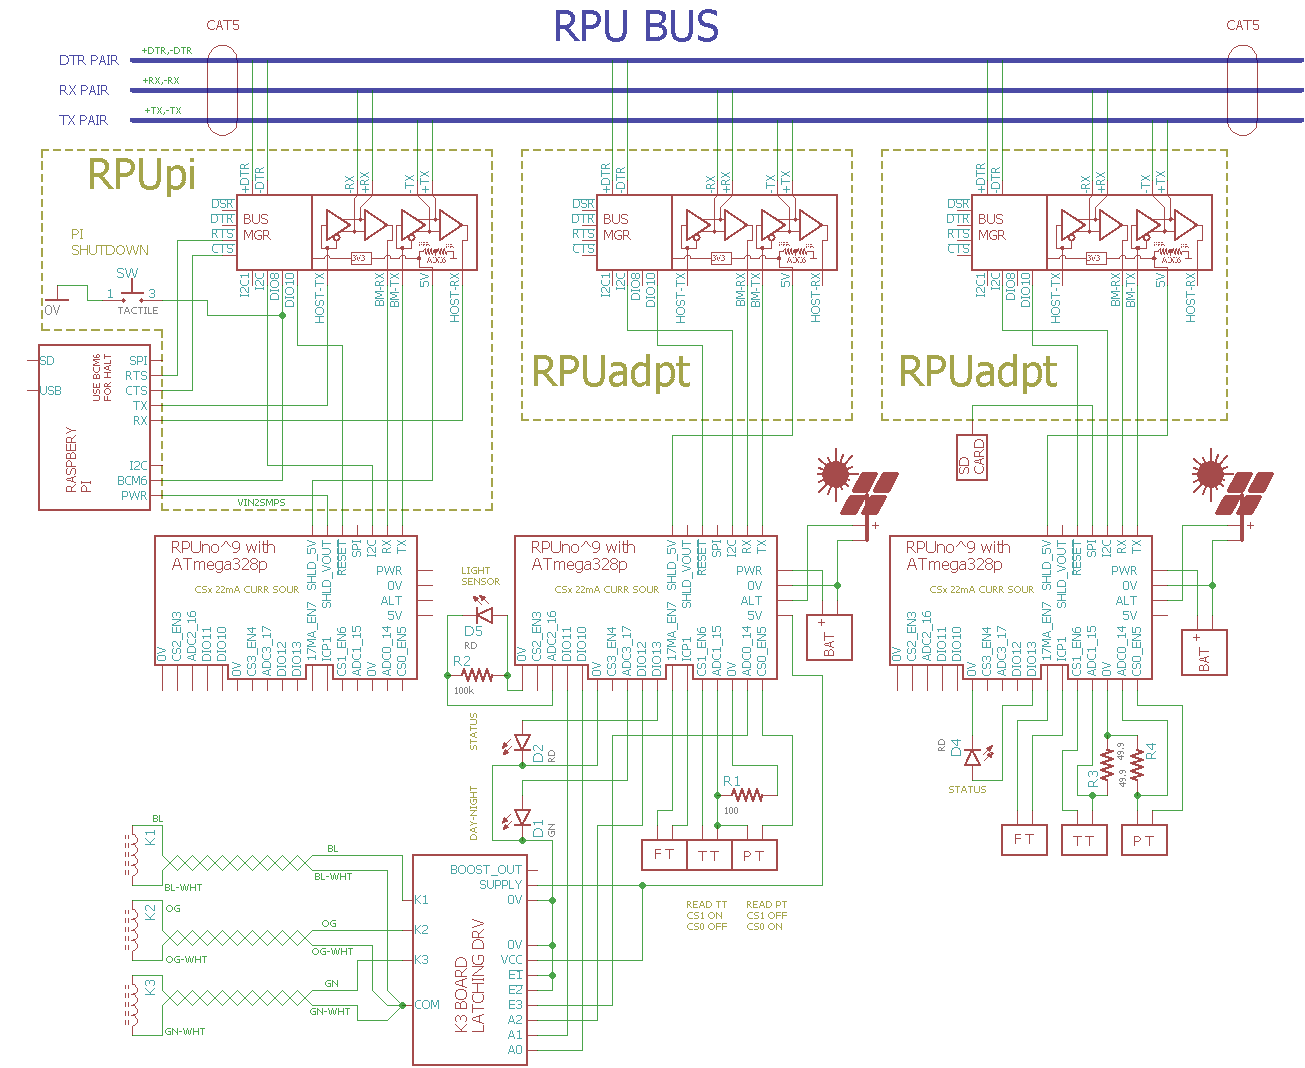 RPU BUS
CAT5
CAT5
DTR PAIR
+DTR,-DTR
RX PAIR
+RX,-RX
TX PAIR
+TX,-TX
RPUpi
+DTR
-DTR
-RX
+RX
-TX
+TX
DSR
DTR
RTS
CTS
BUS
MGR
3V3
I2C1
I2C
DIO8
DIO10
HOST-TX
BM-RX
BM-TX
5V
HOST-RX
PI
SHUTDOWN
SW
1
3
TACTILE
0V
+DTR
-DTR
-RX
+RX
-TX
+TX
DSR
DTR
RTS
CTS
BUS
MGR
3V3
ADC6
I2C1
I2C
DIO8
DIO10
HOST-TX
BM-RX
BM-TX
5V
HOST-RX
RPUadpt
+DTR
-DTR
-RX
+RX
-TX
+TX
DSR
DTR
RTS
CTS
BUS
MGR
3V3
ADC6
I2C1
I2C
DIO8
DIO10
HOST-TX
BM-RX
BM-TX
5V
HOST-RX
RPUadpt
SD
USB
USE BCM6
FOR HALT
RASPBERY
PI
SPI
RTS
CTS
TX
RX
I2C
BCM6
PWR
VIN2SMPS
SD
CARD
RPUno^9 with
ATmega328p
CSx 22mA CURR SOUR
SHLD_5V
SHLD_VOUT
RESET
SPI
I2C
RX
TX
PWR
0V
ALT
5V
0V
CS2_EN3
ADC2_16
DIO11
DIO10
0V
CS3_EN4
ADC3_17
DIO12
DIO13
17MA_EN7
ICP1
CS1_EN6
ADC1_15
0V
ADC0_14
CS0_EN5
LIGHT
SENSOR
D5
RD
R2
100k
RPUno^9 with
ATmega328p
CSx 22mA CURR SOUR
SHLD_5V
SHLD_VOUT
RESET
SPI
I2C
RX
TX
PWR
0V
ALT
5V
0V
CS2_EN3
ADC2_16
DIO11
DIO10
0V
CS3_EN4
ADC3_17
DIO12
DIO13
17MA_EN7
ICP1
CS1_EN6
ADC1_15
0V
ADC0_14
CS0_EN5
+
+
BAT
RPUno^9 with
ATmega328p
CSx 22mA CURR SOUR
SHLD_5V
SHLD_VOUT
RESET
SPI
I2C
RX
TX
PWR
0V
ALT
5V
0V
CS2_EN3
ADC2_16
DIO11
DIO10
0V
CS3_EN4
ADC3_17
DIO12
DIO13
17MA_EN7
ICP1
CS1_EN6
ADC1_15
0V
ADC0_14
CS0_EN5
+
+
BAT
STATUS
D2
RD
DAY-NIGHT
D1
GN
R1
100
FT
TT
PT
READ TT
CS1 ON
CS0 OFF
READ PT
CS1 OFF
CS0 ON
RD
D4
STATUS
R3
49.9
49.9
R4
FT
TT
PT
K1
BL
BL-WHT
BL
BL-WHT
K2
OG
OG-WHT
OG
OG-WHT
K3
GN-WHT
GN
GN-WHT
K1
K2
K3
COM
K3 BOARD
LATCHING DRV
BOOST_OUT
SUPPLY
0V
0V
VCC
E1
E2
E3
A2
A1
A0